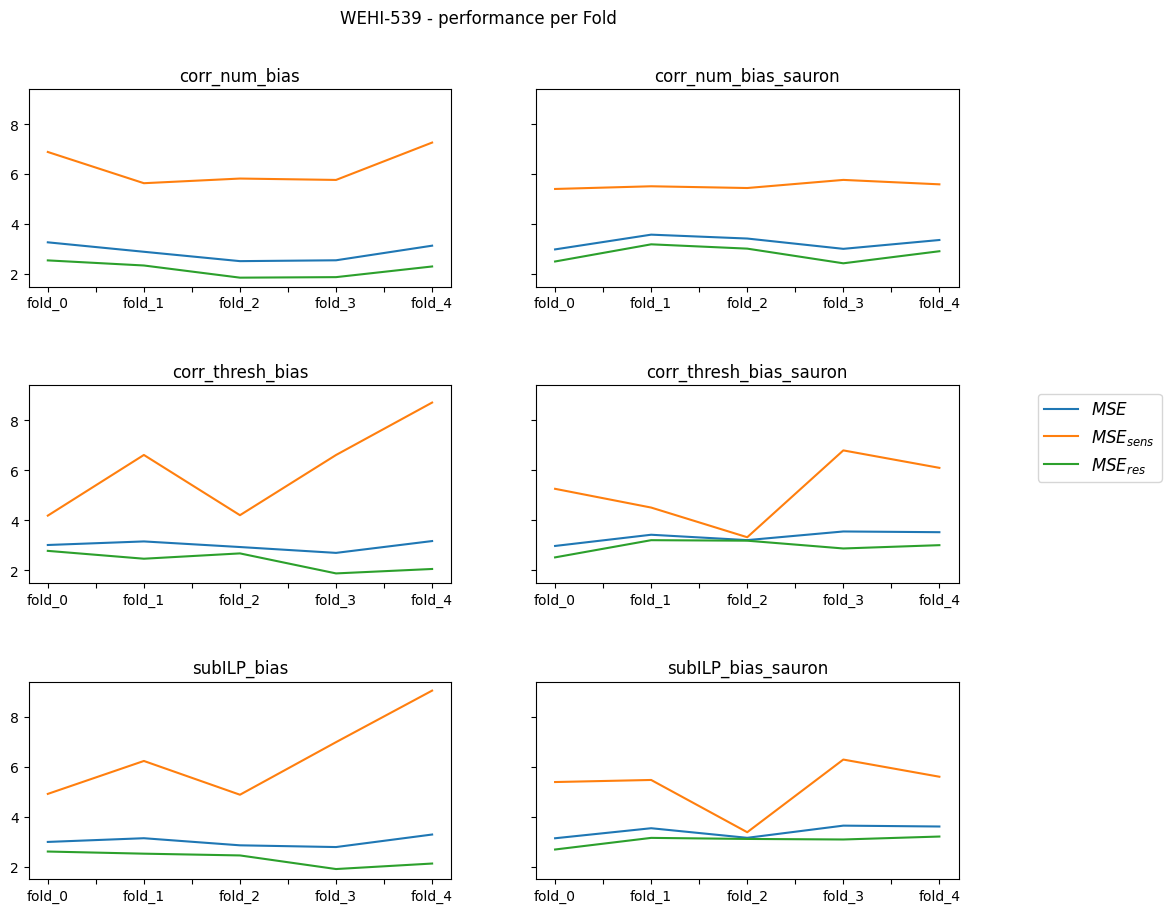 WEHI-539 - performance per Fold
corr_num_bias
corr_num_bias_sauron
8
6
4
2
fold_0 fold_1 fold_2 fold_3 fold_4
fold_0 fold_1 fold_2 fold_3 fold_4
corr_thresh_bias
corr_thresh_bias_sauron
8
6
4
2
fold_0 fold_1 fold_2 fold_3 fold_4
fold_0 fold_1 fold_2 fold_3 fold_4
MSE
MSE_sens
MSE_res
subILP_bias
subILP_bias_sauron
8
6
4
2
fold_0 fold_1 fold_2 fold_3 fold_4
fold_0 fold_1 fold_2 fold_3 fold_4